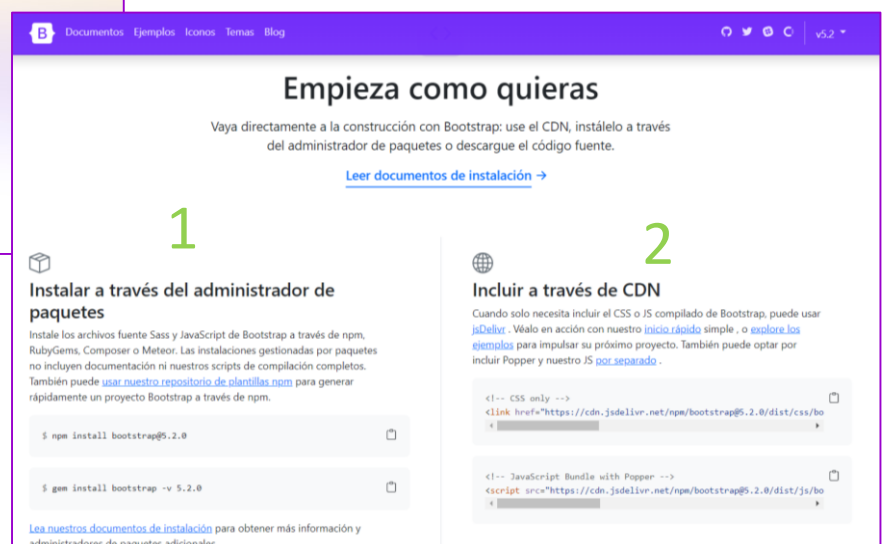 B Documentos Ejemplos Iconos Temas Blog v5.2
Empieza como quieras
Vaya directamente a la construcción con Bootstrap: use el CDN, instálelo a través
del administrador de paquetes o descargue el código fuente.
Leer documentos de instalación →
1
Instalar a través del administrador de
paquetes
Instale los archivos fuente Sass y JavaScript de Bootstrap a través de npm,
RubyGems, Composer o Meteor. Las instalaciones gestionadas por paquetes
no incluyen documentación ni nuestros scripts de compilación completos.
También puede usar nuestro repositorio de plantillas npm para generar
rápidamente un proyecto Bootstrap a través de npm.
$ npm install bootstrap@5.2.0
$ gem install bootstrap -v 5.2.0
Lea nuestros documentos de instalación para obtener más información y
administradores de paquetes adicionales.
2
Incluir a través de CDN
Cuando solo necesita incluir el CSS o JS compilado de Bootstrap, puede usar
jsDelivr . Véalo en acción con nuestro inicio rápido simple , o explore los
ejemplos para impulsar su próximo proyecto. También puede optar por
incluir Popper y nuestro JS por separado .
<!-- CSS only -->
<link href="https://cdn.jsdelivr.net/npm/bootstrap@5.2.0/dist/css/bo
<!-- JavaScript Bundle with Popper -->
<script src="https://cdn.jsdelivr.net/npm/bootstrap@5.2.0/dist/js/bo